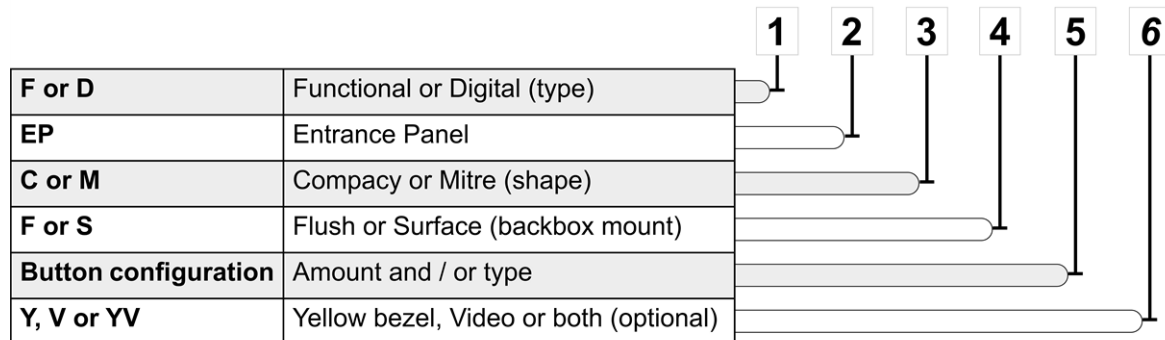 1 2 3 4 5 6
F or D Functional or Digital (type)
EP Entrance Panel
C or M Compacy or Mitre (shape)
F or S Flush or Surface (backbox mount)
Button configuration Amount and / or type
Y, V or YV Yellow bezel, Video or both (optional)